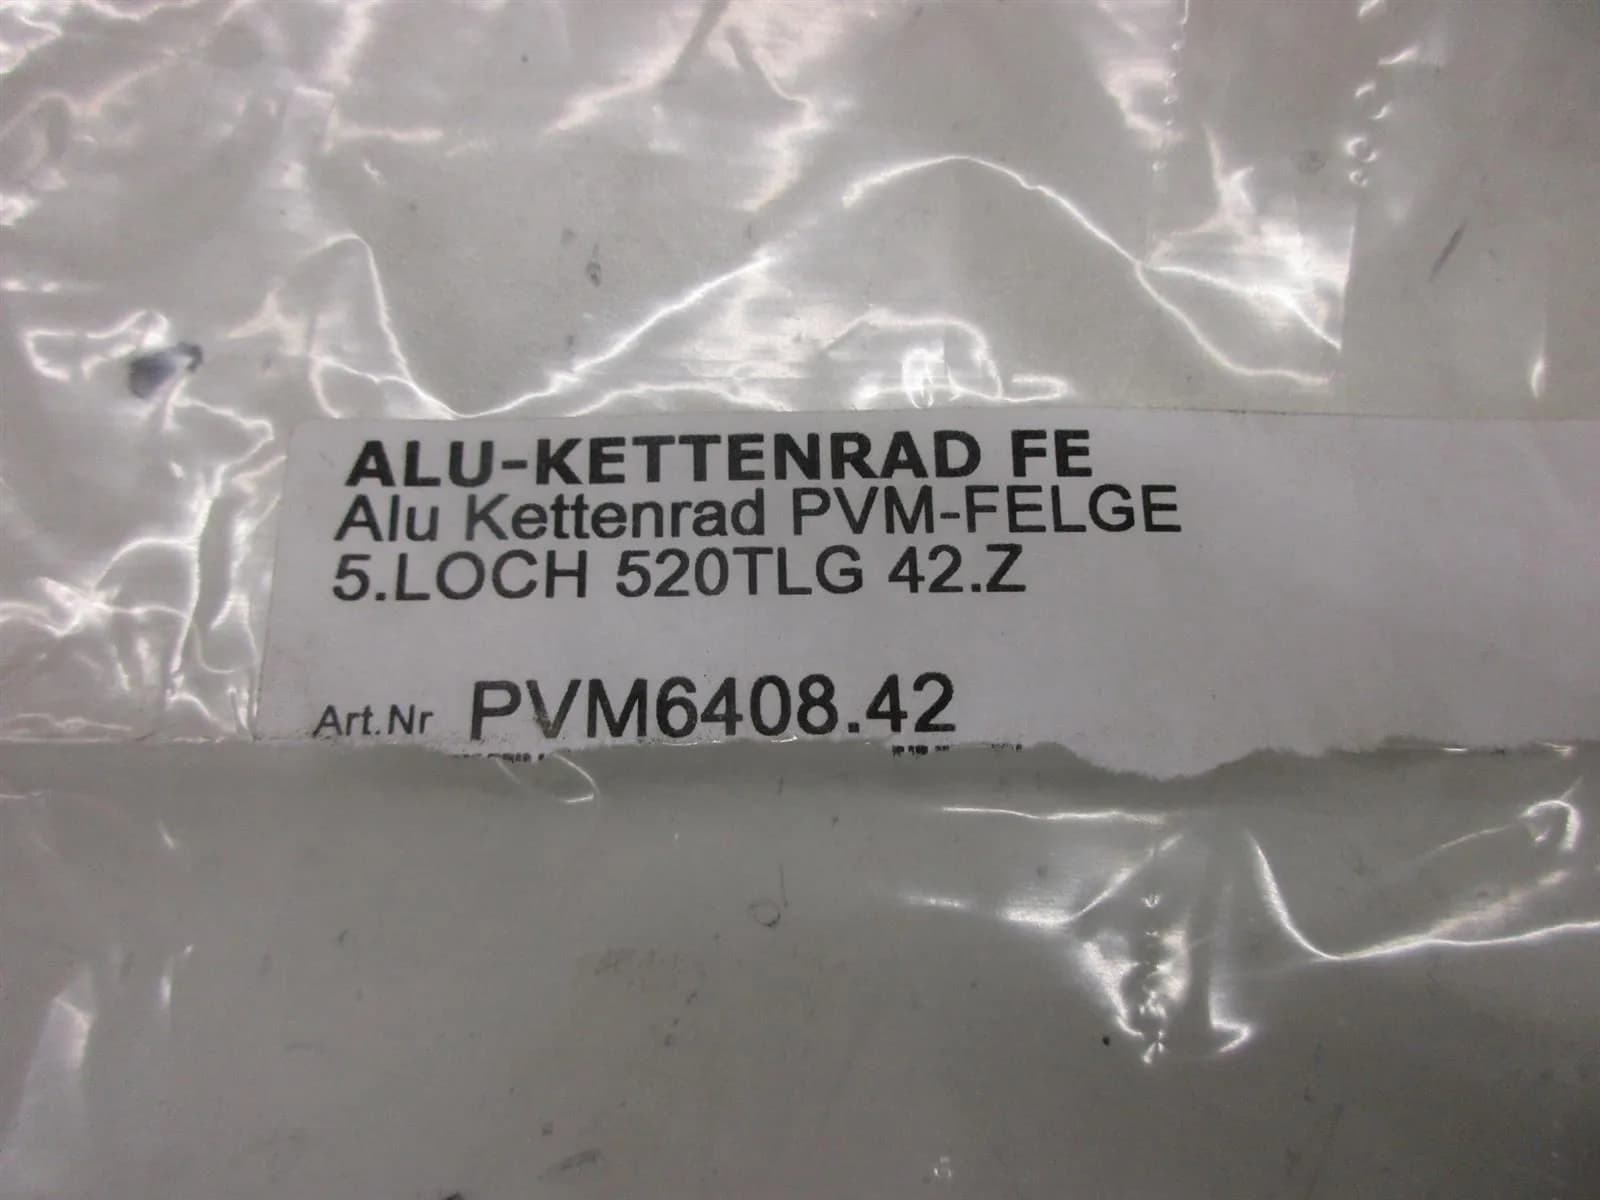 ALU-KETTENRAD FE
Alu Kettenrad PVM-FELGE
5.LOCH 520TLG 42.Z
Art.Nr PVM6408.42